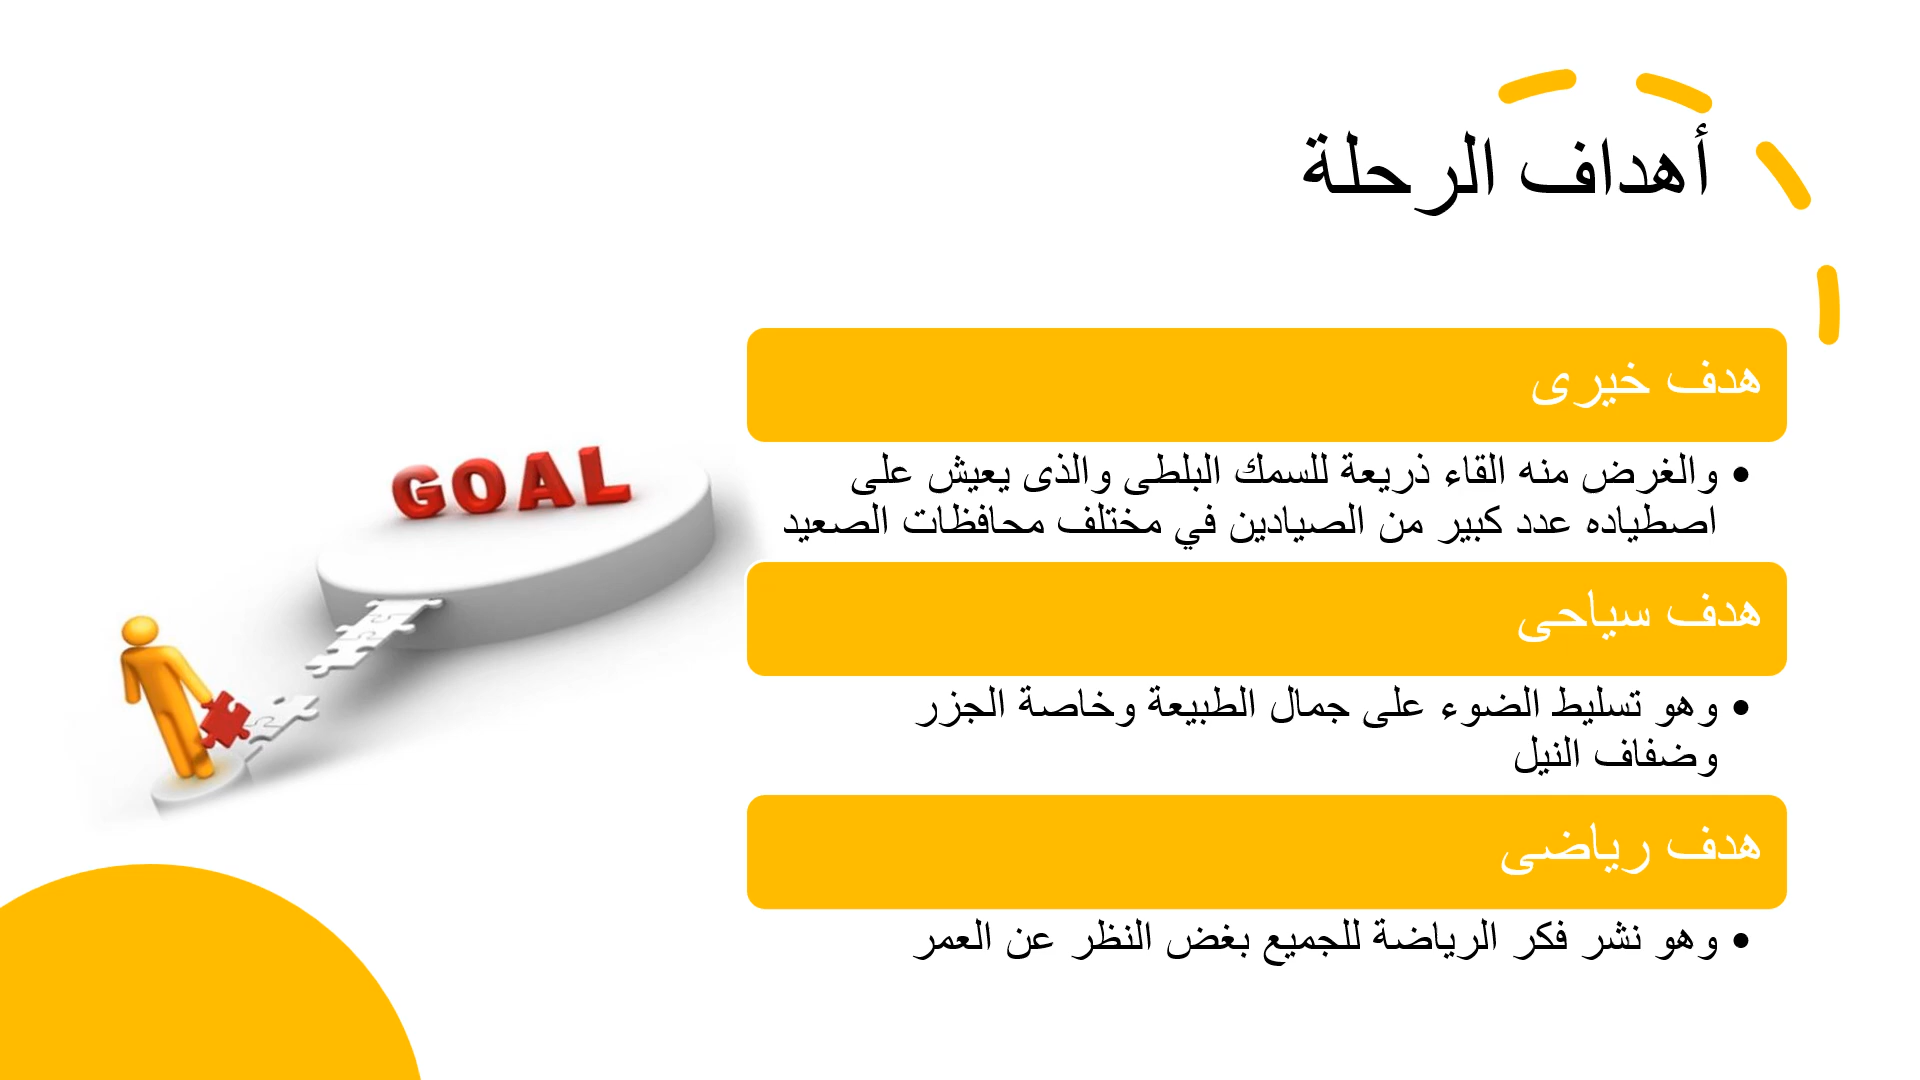 أهداف الرحلة
هدف خيرى
• والغرض منه القاء ذريعة للسمك البلطى والذى يعيش على
اصطياده عدد كبير من الصيادين في مختلف محافظات الصعيد
هدف سياحى
• وهو تسليط الضوء على جمال الطبيعة وخاصة الجزر
وضفاف النيل
هدف رياضى
• وهو نشر فكر الرياضة للجميع بغض النظر عن العمر
GOAL